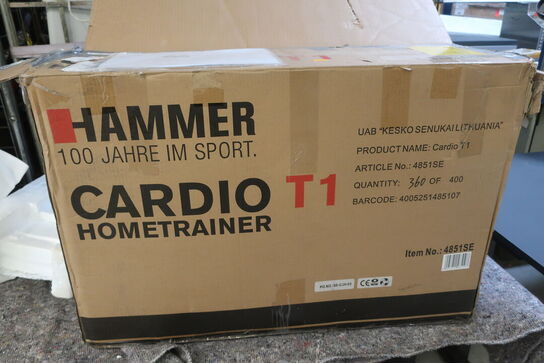 HAMMER
100 JAHRE IM SPORT.
CARDIO T1
HOMETRAINER
UAB "KESKO SENUKAI LITHUANIA"
PRODUCT NAME: Cardio T1
ARTICLE No.: 4851SE
QUANTITY: 360 OF 400
BARCODE: 4005251485107
Item No.: 4851SE
CE